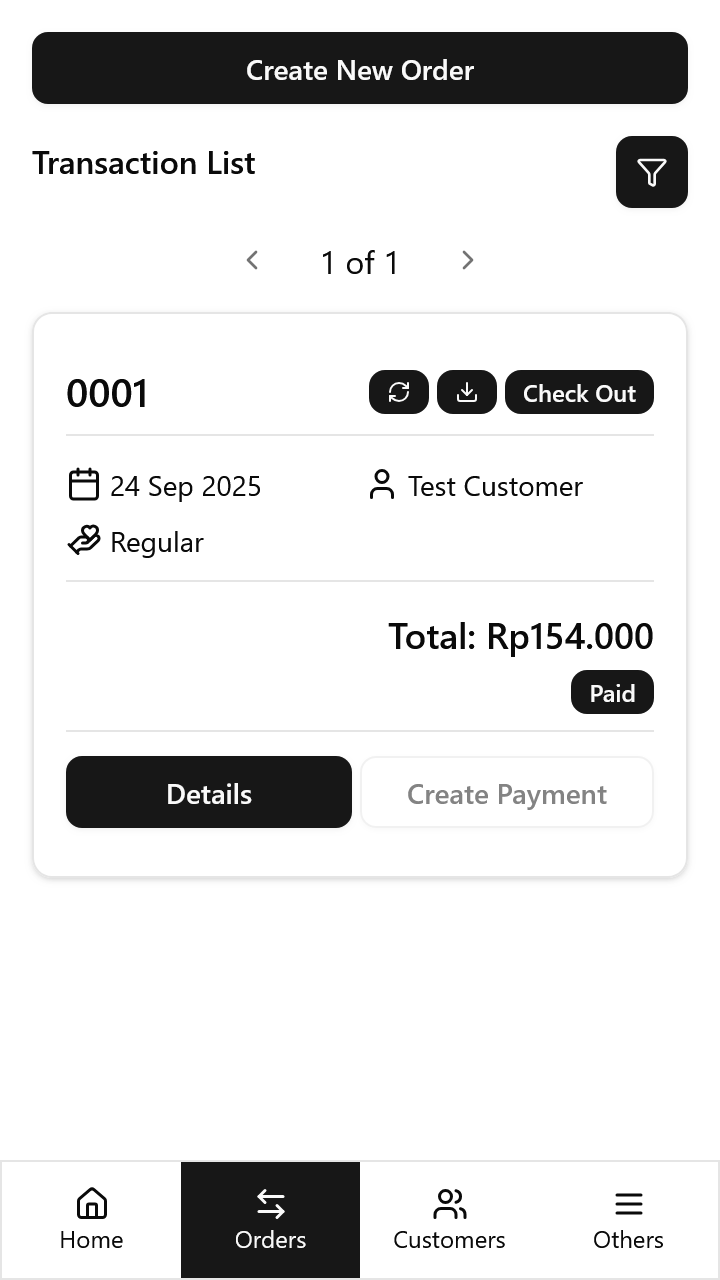 Create New Order
Transaction List
1 of 1
0001
Check Out
24 Sep 2025
Test Customer
Regular
Total: Rp154.000
Paid
Details
Create Payment
Home
Orders
Customers
Others